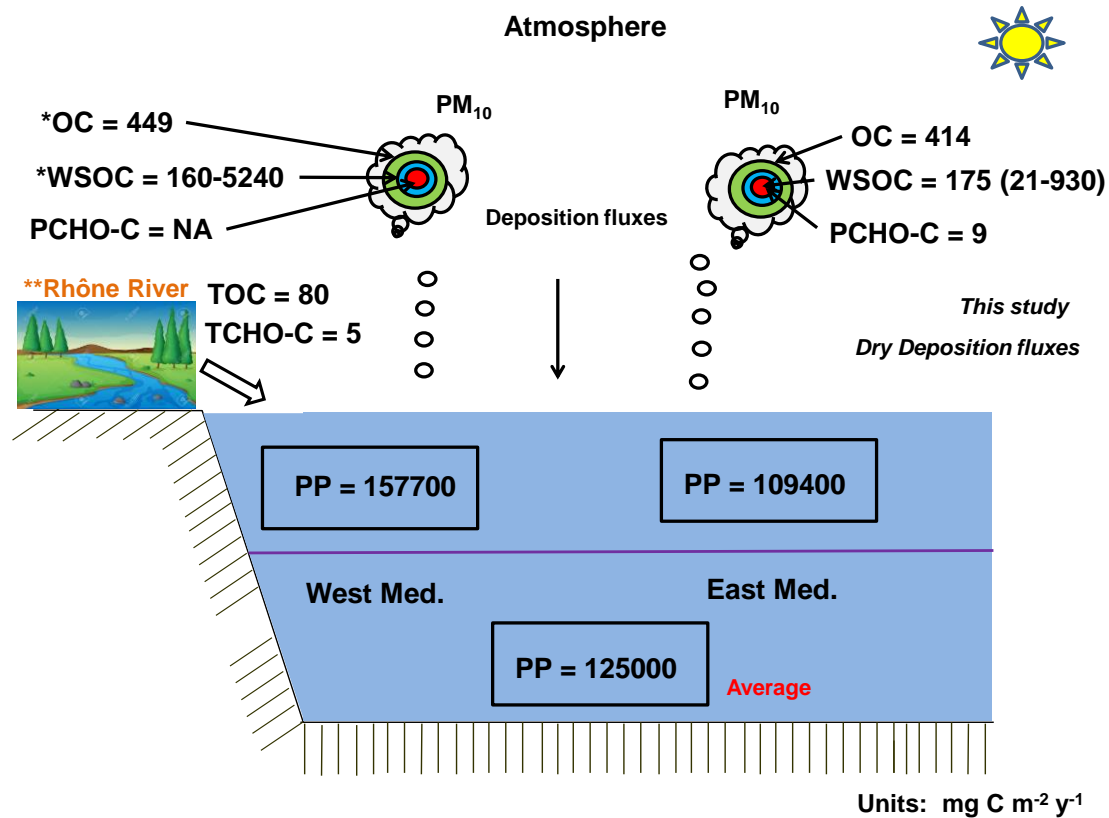 Atmosphere
PM10
PM10
*OC = 449
OC = 414
*WSOC = 160-5240
WSOC = 175 (21-930)
PCHO-C = NA
Deposition fluxes
PCHO-C = 9
**Rhône River
TOC = 80
TCHO-C = 5
This study
Dry Deposition fluxes
PP = 157700
PP = 109400
West Med.
East Med.
PP = 125000
Average
Units: mg C m-2 y-1